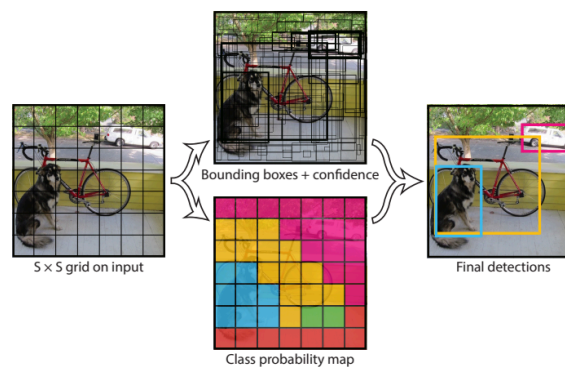 S × S grid on input
Bounding boxes + confidence
Class probability map
Final detections